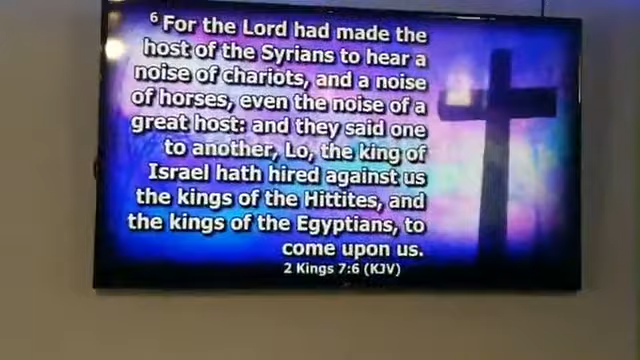 6 For the Lord had made the
host of the Syrians to hear a
noise of chariots, and a noise
of horses, even the noise of a
great host: and they said one
to another, Lo, the king of
Israel hath hired against us
the kings of the Hittites, and
the kings of the Egyptians, to
come upon us.
2 Kings 7:6 (KJV)